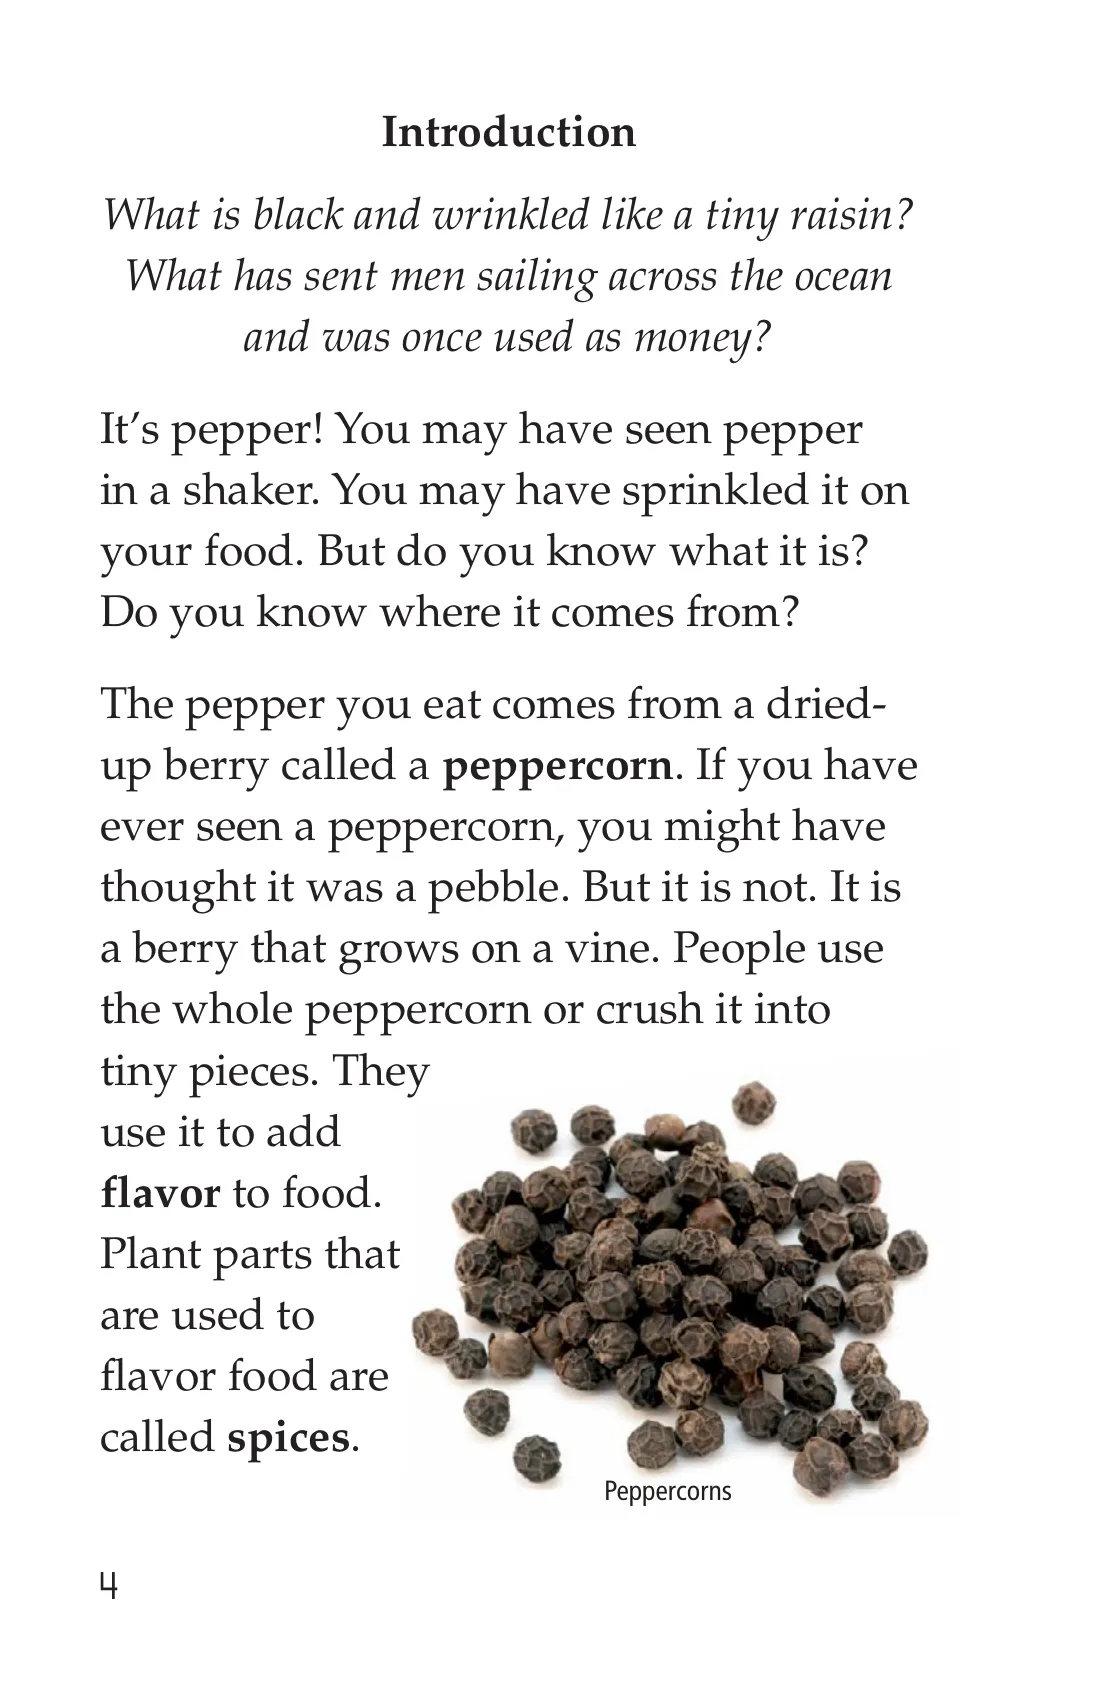 Introduction
What is black and wrinkled like a tiny raisin?
What has sent men sailing across the ocean
and was once used as money?
It’s pepper! You may have seen pepper
in a shaker. You may have sprinkled it on
your food. But do you know what it is?
Do you know where it comes from?
The pepper you eat comes from a dried-
up berry called a peppercorn. If you have
ever seen a peppercorn, you might have
thought it was a pebble. But it is not. It is
a berry that grows on a vine. People use
the whole peppercorn or crush it into
tiny pieces. They
use it to add
flavor to food.
Plant parts that
are used to
flavor food are
called spices.
Peppercorns
4